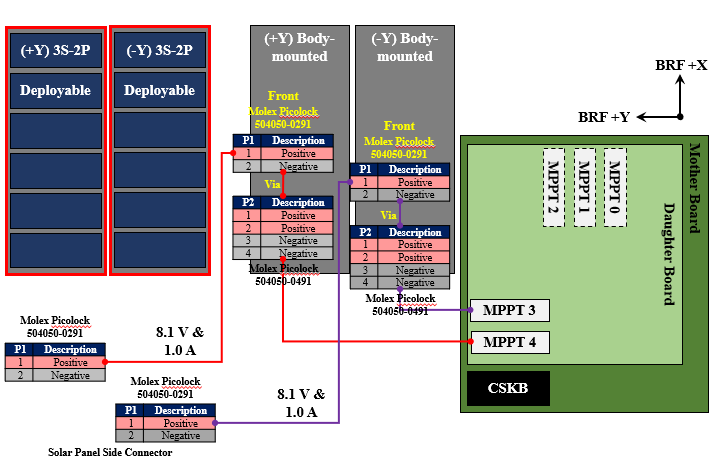 (+Y) 3S-2P
Deployable
(-Y) 3S-2P
Deployable
(+Y) Body-
mounted
Front
Molex Picolock
504050-0291
P1 Description
1 Positive
2 Negative
Via
P2 Description
1 Positive
2 Positive
3 Negative
4 Negative
Molex Picolock
504050-0491
(-Y) Body-
mounted
Front
Molex Picolock
504050-0291
P1 Description
1 Positive
2 Negative
Via
P2 Description
1 Positive
2 Positive
3 Negative
4 Negative
Molex Picolock
504050-0491
BRF +X
BRF +Y
Mother Board
Daughter Board
MPPT 2
MPPT 1
MPPT 0
MPPT 3
MPPT 4
CSKB
Molex Picolock
504050-0291
P1 Description
1 Positive
2 Negative
8.1 V &
1.0 A
Molex Picolock
504050-0291
P1 Description
1 Positive
2 Negative
8.1 V &
1.0 A
Solar Panel Side Connector